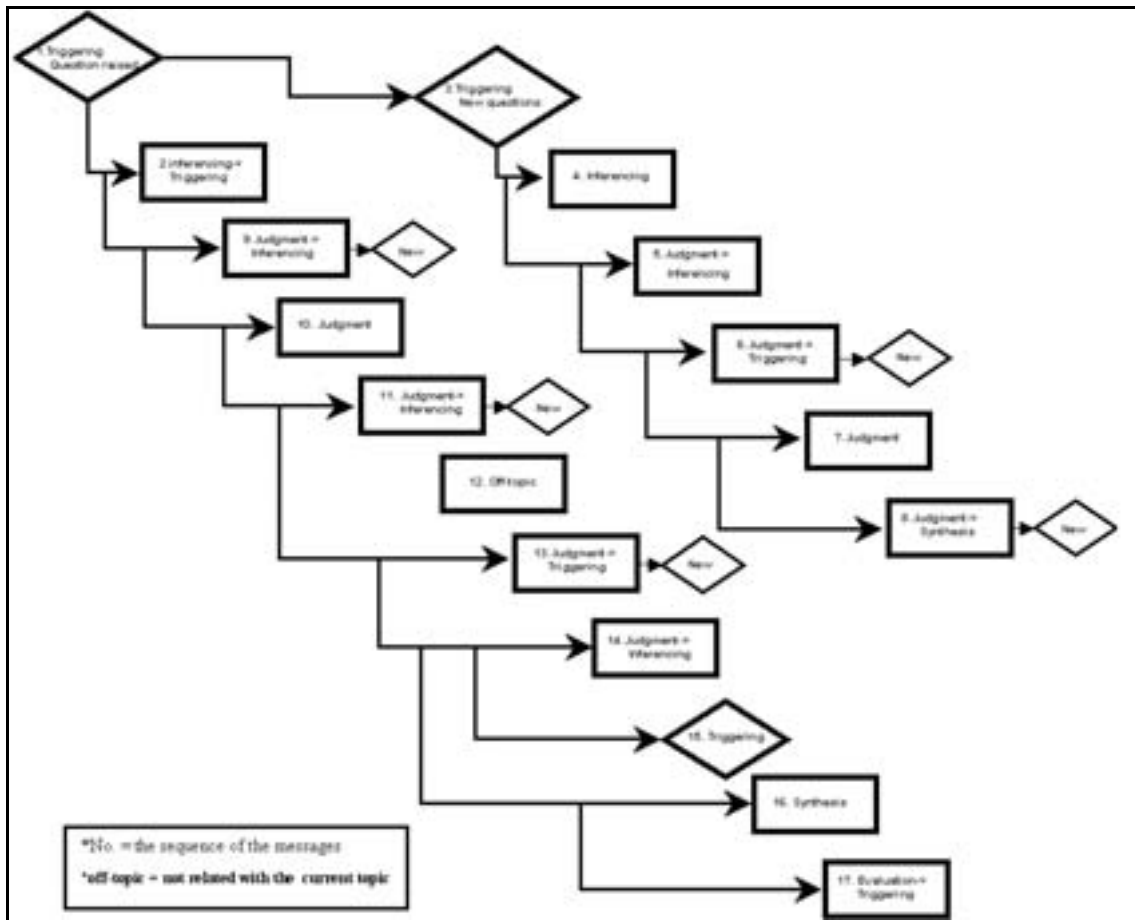 1. Triggering
Question raised
3. Triggering
New questions
2. Inferencing +
Triggering
4. Inferencing
9. Judgment +
Inferencing
New
5. Judgment +
Inferencing
10. Judgment
6. Judgment +
Triggering
New
11. Judgment +
Inferencing
New
7. Judgment
12. Off topic
8. Judgment +
Synthesis
New
13. Judgment +
Triggering
New
14. Judgment +
Inferencing
15. Triggering
16. Synthesis
17. Evaluation +
Triggering
*No. = the sequence of the messages
*off-topic = not related with the current topic